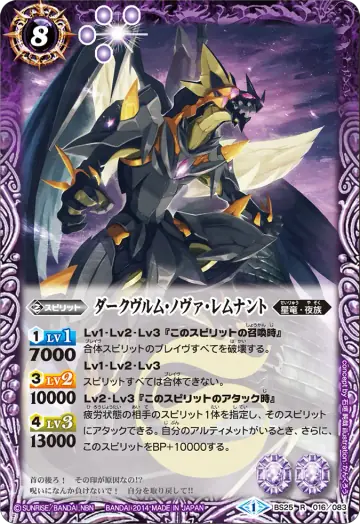 8
②スピリット
ダークヴルム・ノヴァ・レムナント
せいりゅう やぞく
星竜・夜族
1 LV1
7000
3 LV2
10000
4 LV3
13000
Lv1・Lv2・Lv3『このスピリットの召喚時』
合体スピリットのブレイヴすべてを破壊する。
Lv1・Lv2・Lv3
スピリットすべては合体できない。
Lv2・Lv3『このスピリットのアタック時』
疲労状態の相手のスピリット1体を指定し、そのスピリット
にアタックできる。自分のアルティメットがいるとき、さらに、
このスピリットをBP+10000する。
首の後ろ! その印が原因なの!?
呪いになんか負けないで!
©SUNRISE/BANDAI, NBN BANDAI 2014 MADE IN JAPAN
1 BS25 R 016/083